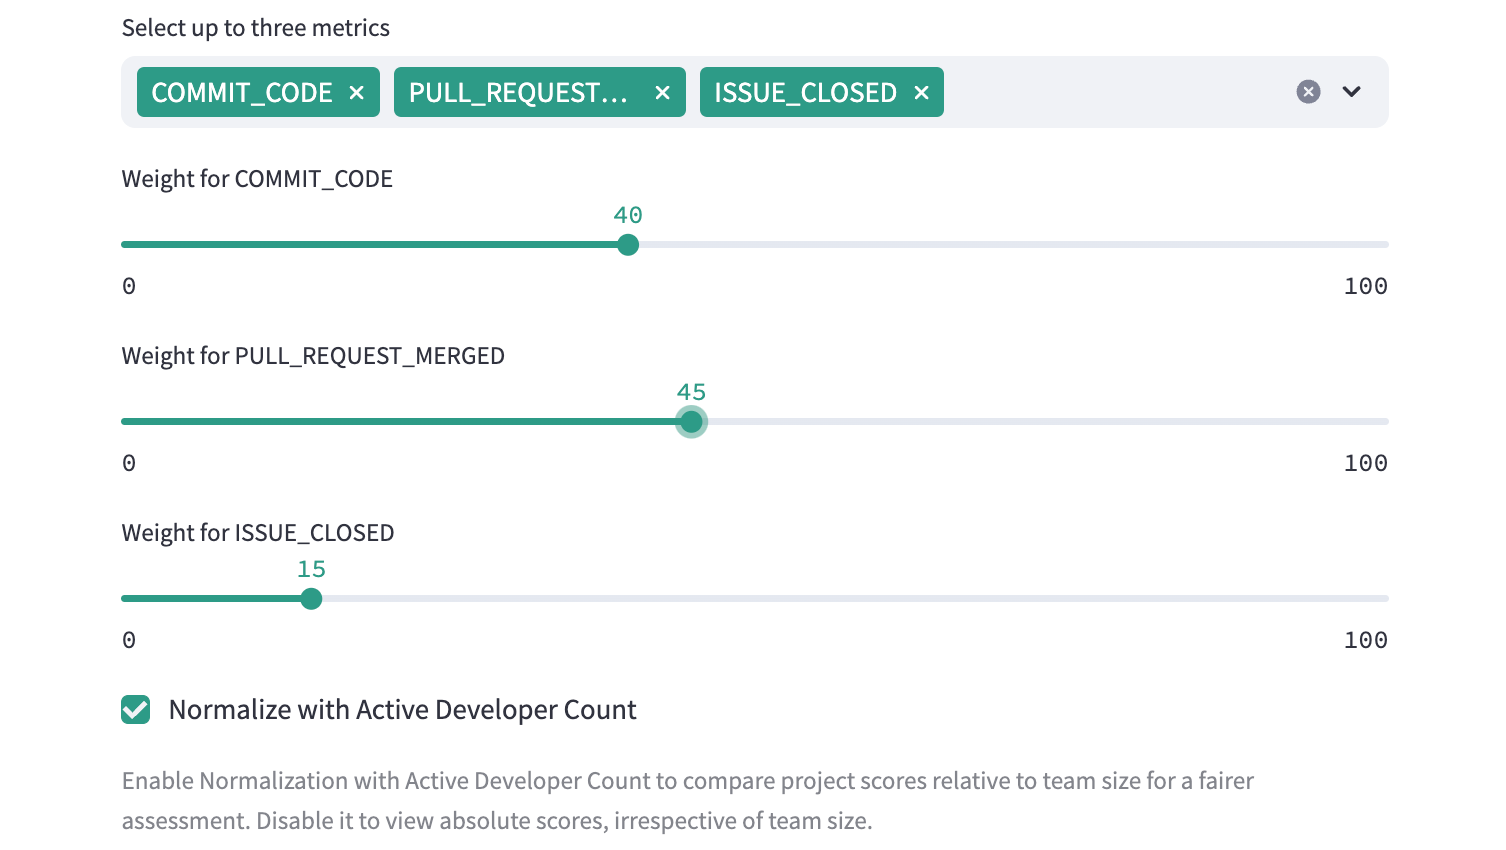 Select up to three metrics
COMMIT_CODE × PULL_REQUEST... × ISSUE_CLOSED ×
Weight for COMMIT_CODE
40
0 100
Weight for PULL_REQUEST_MERGED
45
0 100
Weight for ISSUE_CLOSED
15
0 100
Normalize with Active Developer Count
Enable Normalization with Active Developer Count to compare project scores relative to team size for a fairer
assessment. Disable it to view absolute scores, irrespective of team size.